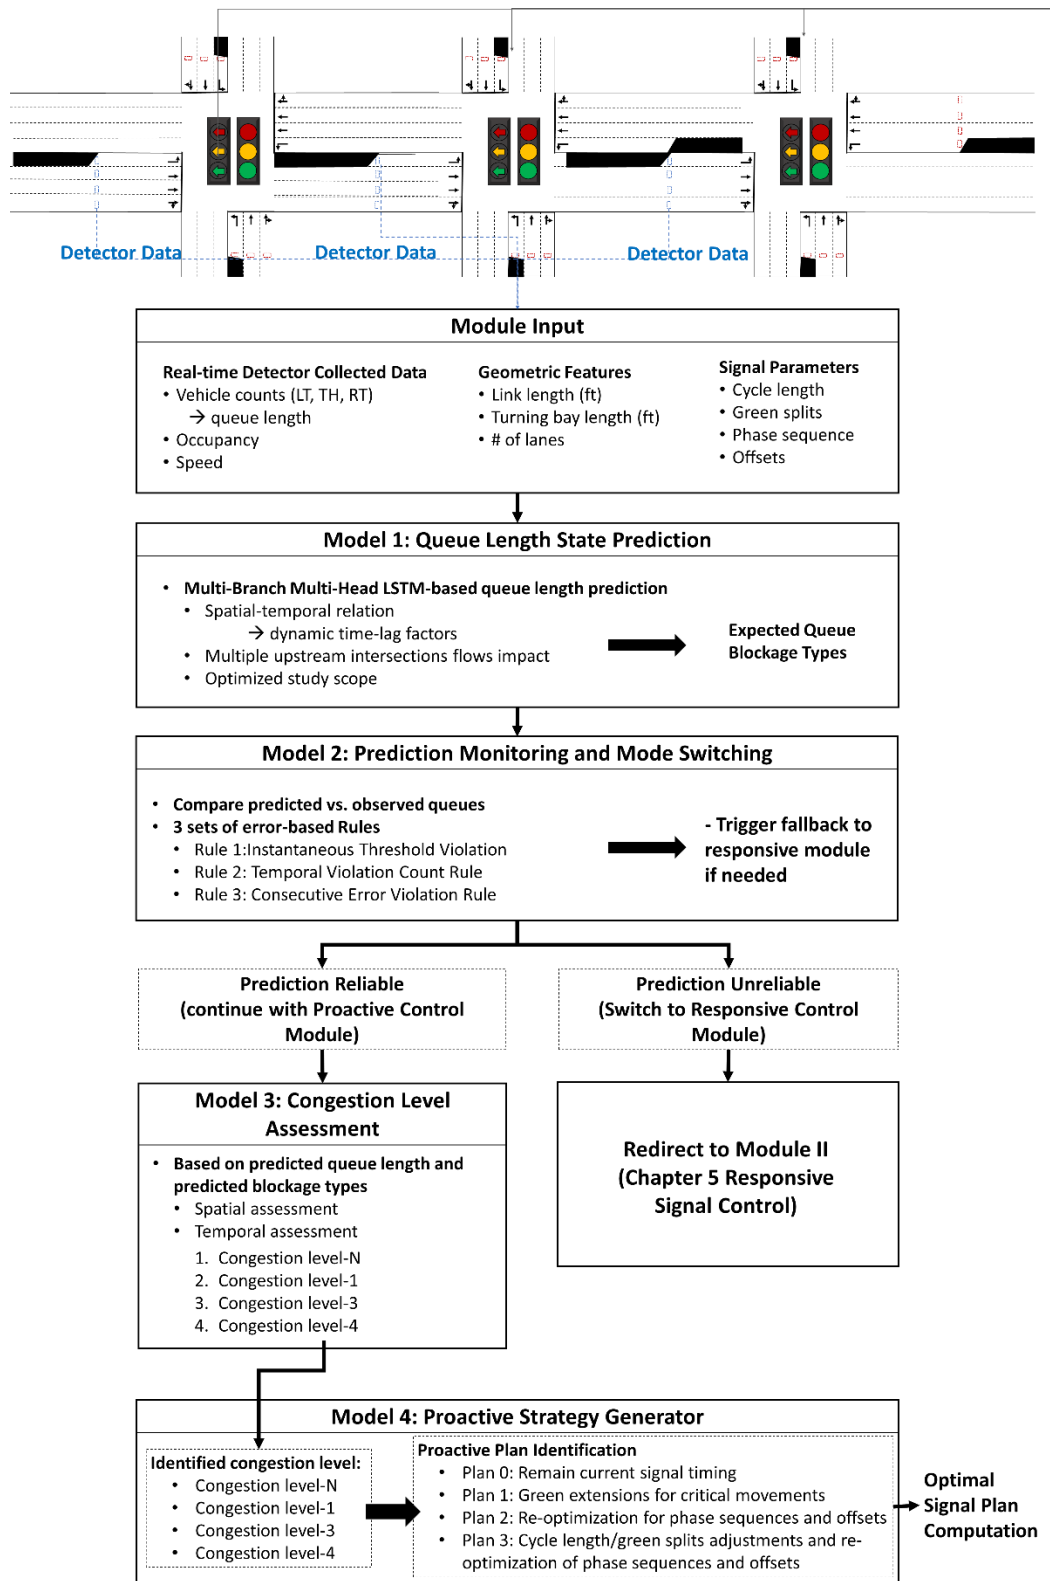 Detector Data
Detector Data
Detector Data
Module Input
Real-time Detector Collected Data
• Vehicle counts (LT, TH, RT)
→ queue length
• Occupancy
• Speed
Geometric Features
• Link length (ft)
• Turning bay length (ft)
• # of lanes
Signal Parameters
• Cycle length
• Green splits
• Phase sequence
• Offsets
Model 1: Queue Length State Prediction
• Multi-Branch Multi-Head LSTM-based queue length prediction
• Spatial-temporal relation
→ dynamic time-lag factors
• Multiple upstream intersections flows impact
• Optimized study scope
Expected Queue
Blockage Types
Model 2: Prediction Monitoring and Mode Switching
• Compare predicted vs. observed queues
• 3 sets of error-based Rules
• Rule 1:Instantaneous Threshold Violation
• Rule 2: Temporal Violation Count Rule
• Rule 3: Consecutive Error Violation Rule
- Trigger fallback to
responsive module
if needed
Prediction Reliable
(continue with Proactive Control
Module)
Prediction Unreliable
(Switch to Responsive Control
Module)
Model 3: Congestion Level
Assessment
• Based on predicted queue length and
predicted blockage types
• Spatial assessment
• Temporal assessment
1. Congestion level-N
2. Congestion level-1
3. Congestion level-3
4. Congestion level-4
Redirect to Module II
(Chapter 5 Responsive
Signal Control)
Model 4: Proactive Strategy Generator
Identified congestion level:
• Congestion level-N
• Congestion level-1
• Congestion level-3
• Congestion level-4
Proactive Plan Identification
• Plan 0: Remain current signal timing
• Plan 1: Green extensions for critical movements
• Plan 2: Re-optimization for phase sequences and offsets
• Plan 3: Cycle length/green splits adjustments and re-
optimization of phase sequences and offsets
Optimal
Signal Plan
Computation